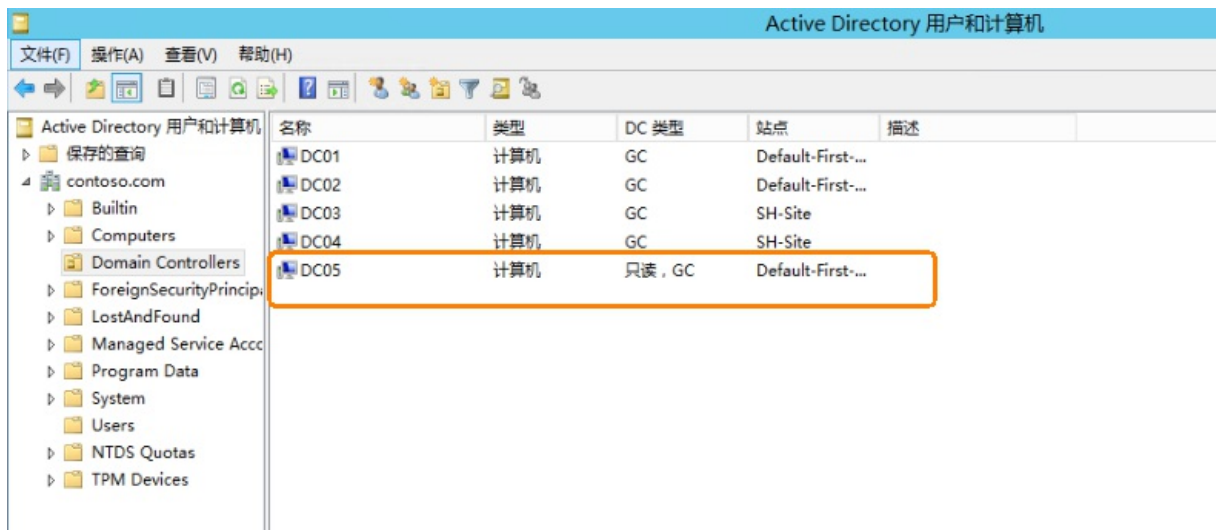 Active Directory 用户和计算机
文件(F) 操作(A) 查看(V) 帮助(H)
Active Directory 用户和计算机
保存的查询
contoso.com
Builtin
Computers
Domain Controllers
ForeignSecurityPrincip
LostAndFound
Managed Service Acc
Program Data
System
Users
NTDS Quotas
TPM Devices
名称 类型 DC 类型 站点 描述
DC01 计算机 GC Default-First-...
DC02 计算机 GC Default-First-...
DC03 计算机 GC SH-Site
DC04 计算机 GC SH-Site
DC05 计算机 只读，GC Default-First-...